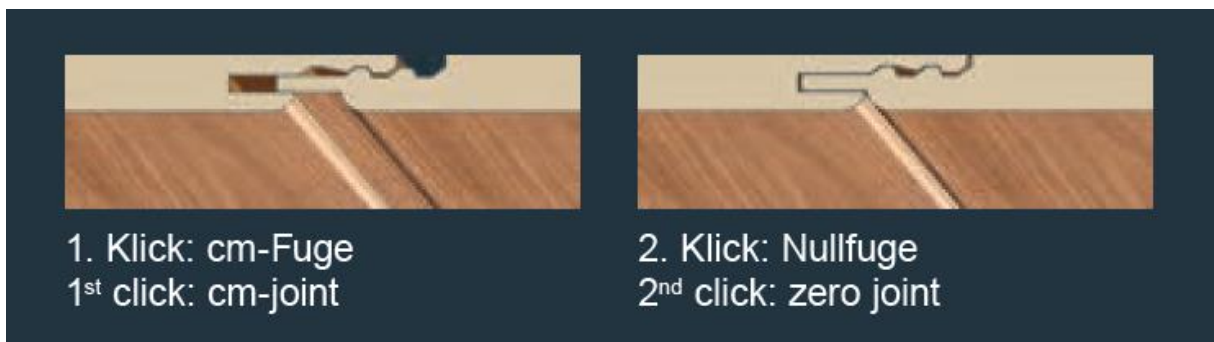 1. Klick: cm-Fuge
1st click: cm-joint
2. Klick: Nullfuge
2nd click: zero joint